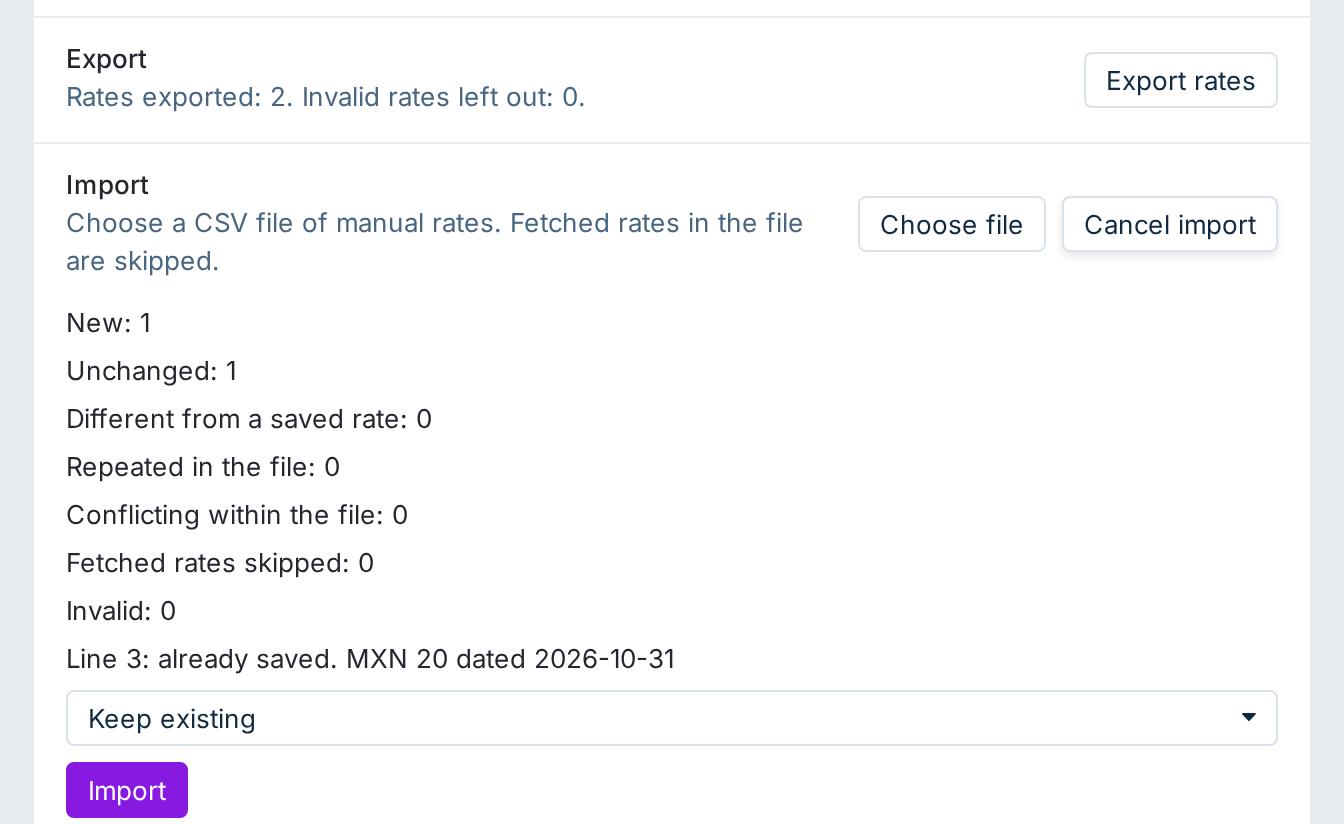 Export
Rates exported: 2. Invalid rates left out: 0.
Export rates
Import
Choose a CSV file of manual rates. Fetched rates in the file
are skipped.
Choose file
Cancel import
New: 1
Unchanged: 1
Different from a saved rate: 0
Repeated in the file: 0
Conflicting within the file: 0
Fetched rates skipped: 0
Invalid: 0
Line 3: already saved. MXN 20 dated 2026-10-31
Keep existing
Import